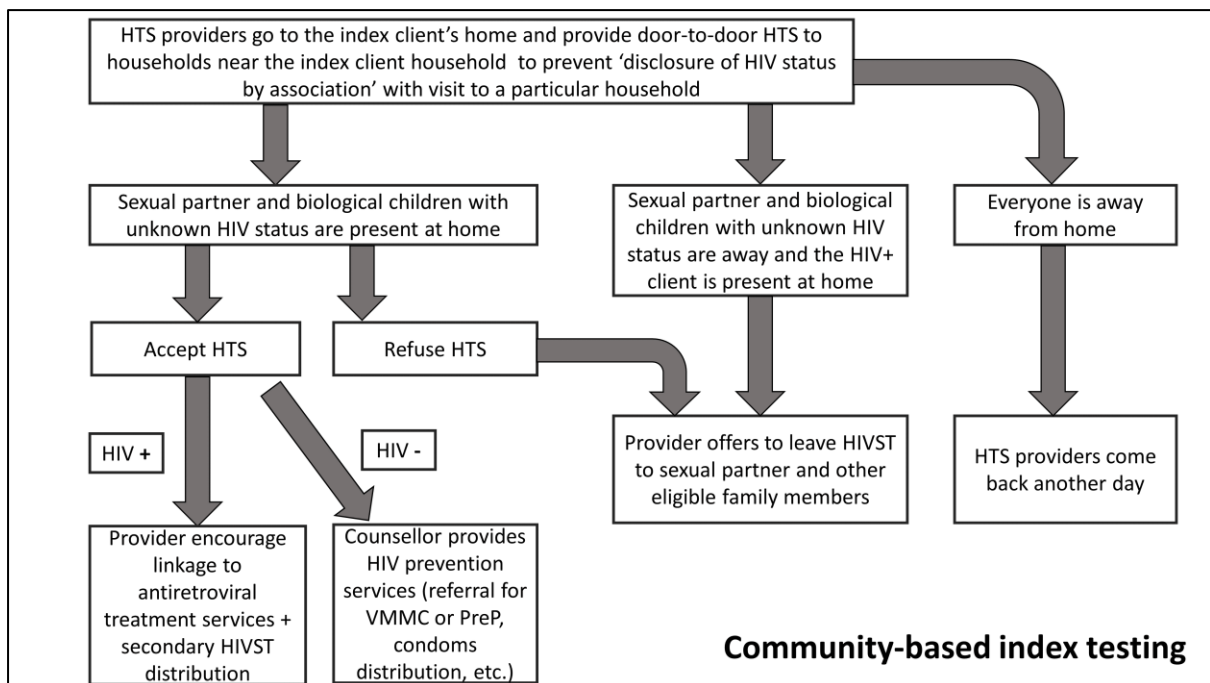 HTS providers go to the index client's home and provide door-to-door HTS to
households near the index client household to prevent 'disclosure of HIV status
by association' with visit to a particular household
Sexual partner and biological children with
unknown HIV status are present at home
Sexual partner and biological
children with unknown HIV
status are away and the HIV+
client is present at home
Everyone is away
from home
Accept HTS
Refuse HTS
HIV +
HIV -
Provider offers to leave HIVST
to sexual partner and other
eligible family members
HTS providers come
back another day
Provider encourage
linkage to
antiretroviral
treatment services +
secondary HIVST
distribution
Counsellor provides
HIV prevention
services (referral for
VMMC or PreP,
condoms
distribution, etc.)
Community-based index testing